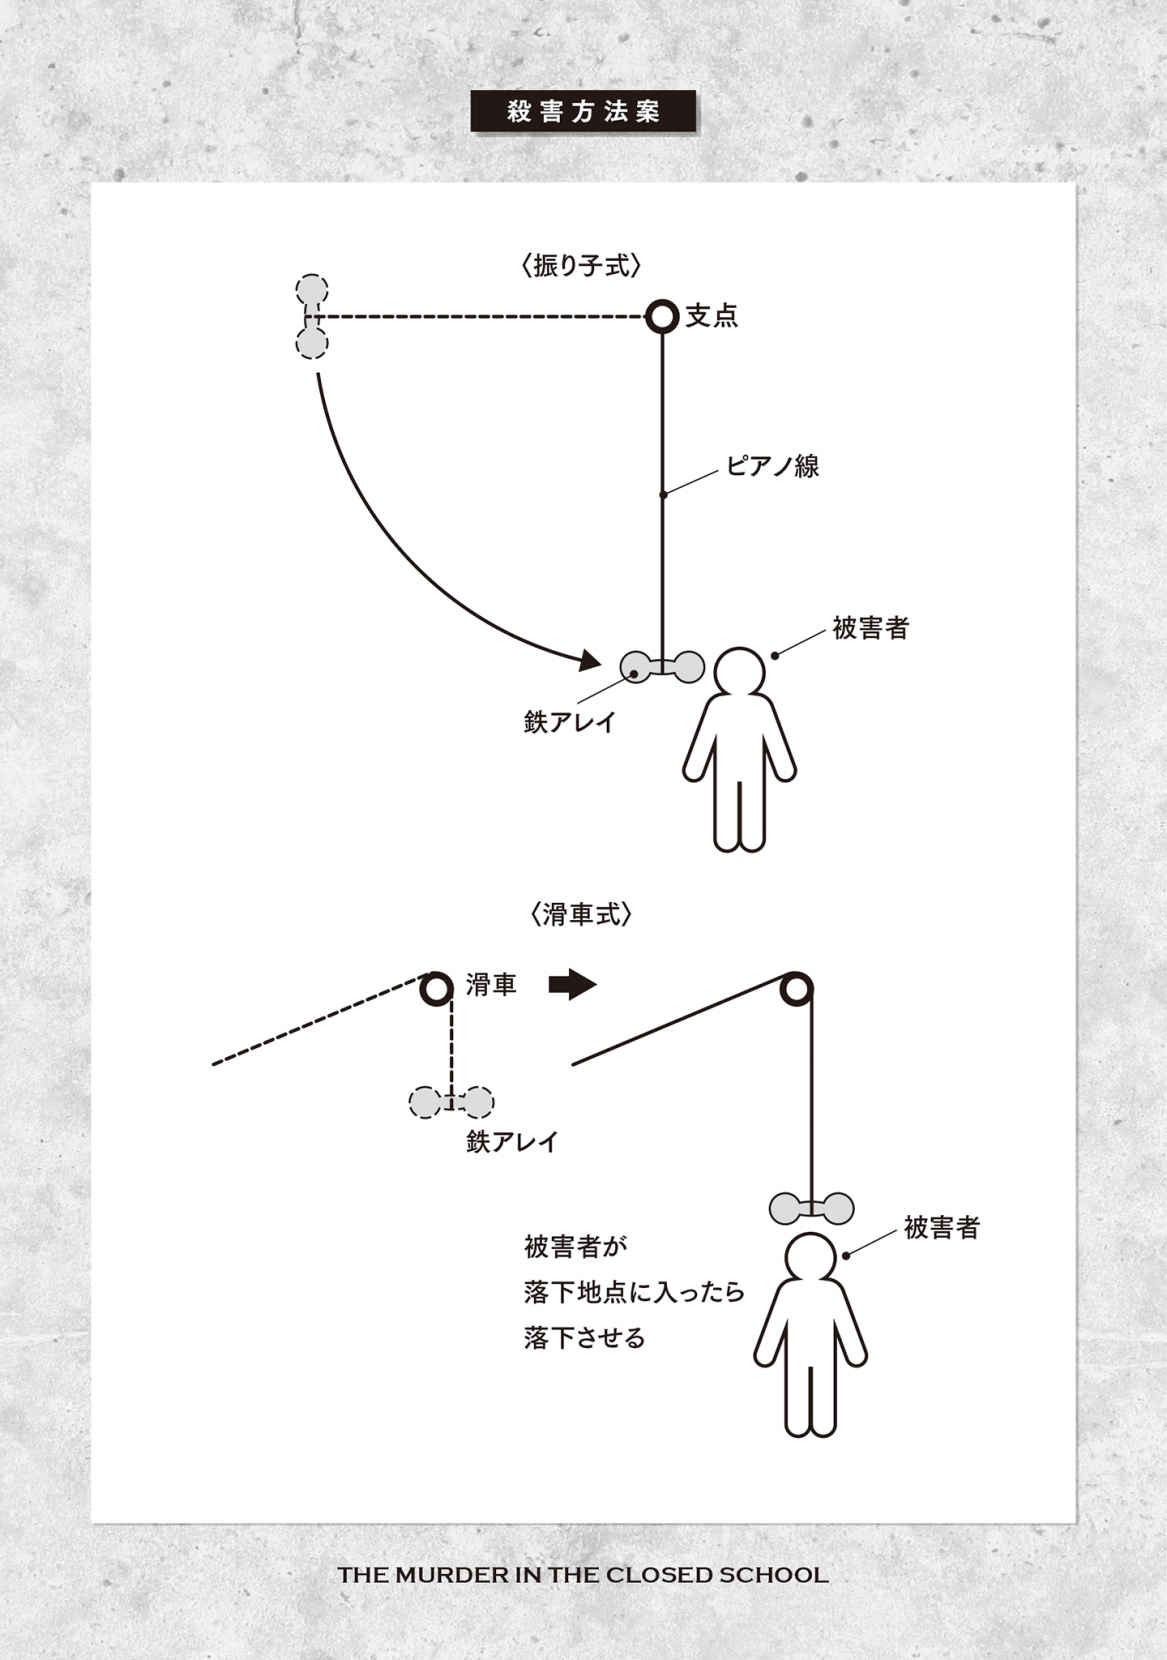 殺害方法案
〈振り子式〉
支点
ピアノ線
被害者
鉄アレイ
〈滑車式〉
滑車
鉄アレイ
被害者
被害者が
落下地点に入ったら
落下させる
THE MURDER IN THE CLOSED SCHOOL